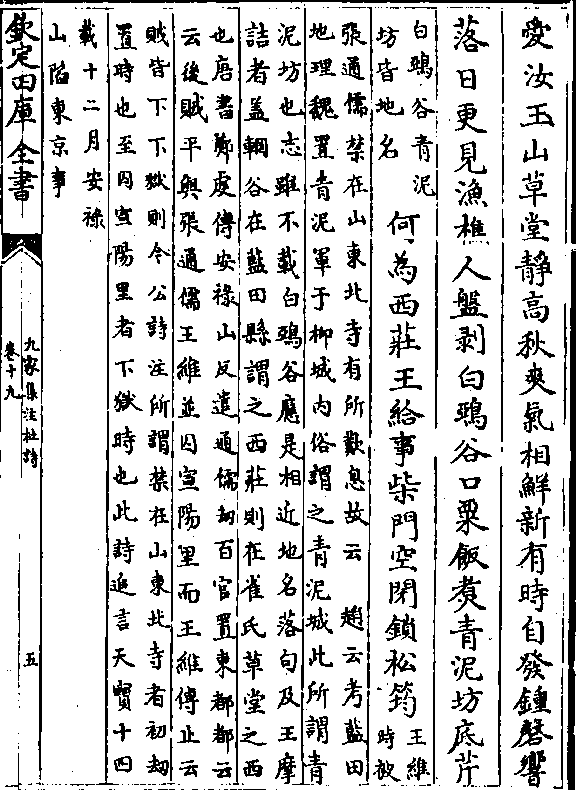 愛汝玉山草堂靜高秋爽氣相鮮新有時自發鍾磬響
落日更見漁樵人盤剥白鵶谷口栗飯煑青泥坊底芹
白鵶谷青泥
坊皆地名
何為西莊王給事柴門空閉鎖松筠
王維
時被
張通儒禁在山東北寺有所歎息故云　趙云考藍田
地理魏置青泥軍于柳城内俗謂之青泥城此所謂青
泥坊也志雖不載白鵶谷應是相近地名落句及王摩
詰者盖輞谷在藍田縣謂之西莊則在崔氏草堂之西
也唐書鄭虔傳安祿山反遣通儒刼百官置東都都云
云後賊平與張通儒王維並囚宣陽里而王維傳止云
賊皆下下獄則令公詩注所謂禁在山東北寺者初刼
置時也至囚宣陽里者下獄時也此詩追言天寳十四
載十二月安祿
山䧟東京事
欽定四庫全書
九家集注杜詩
卷十九
五